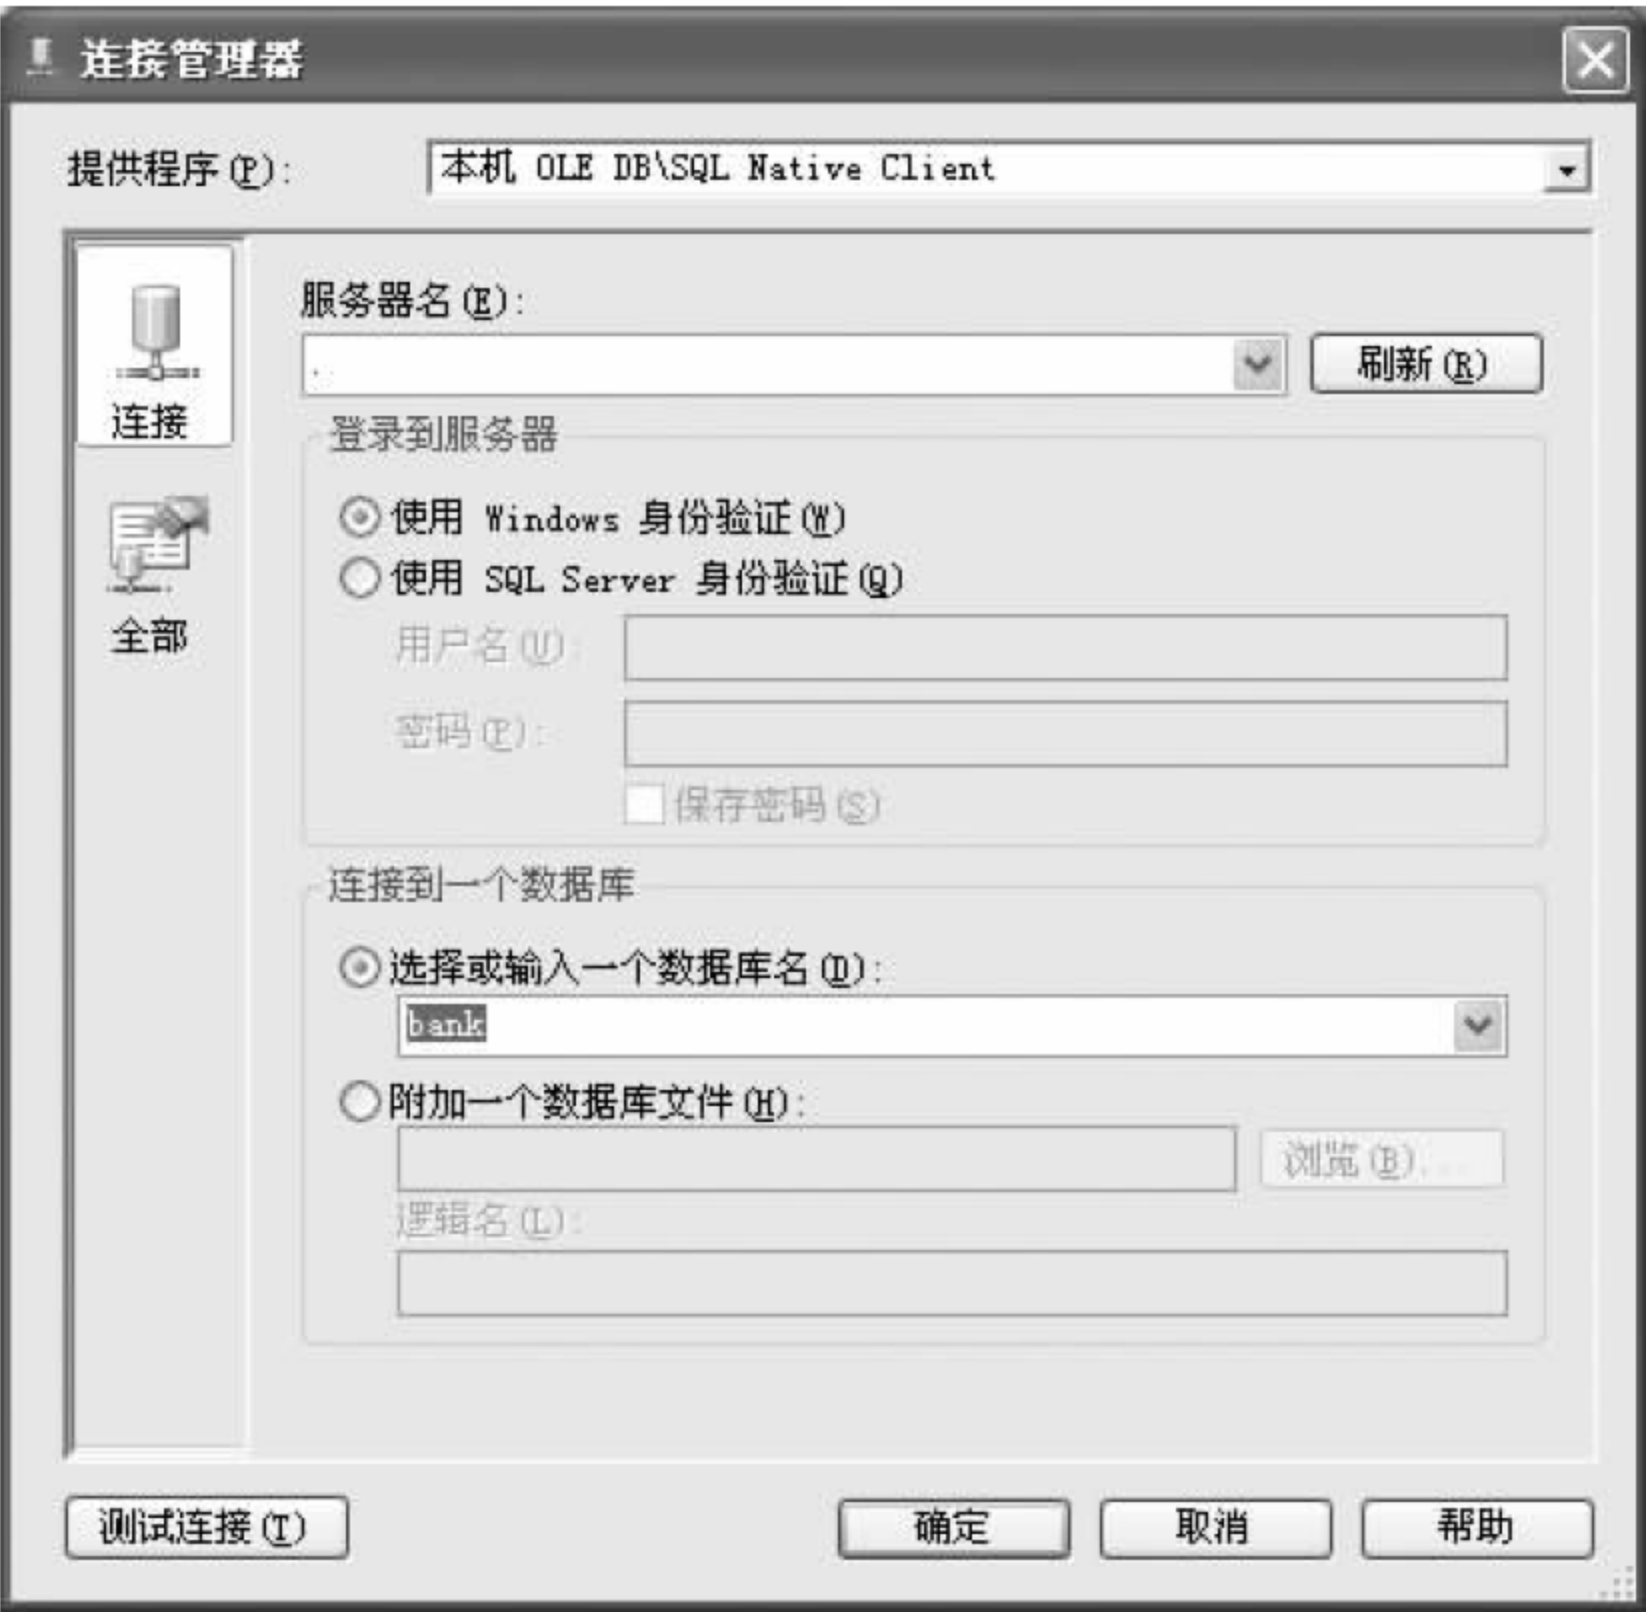 连接管理器
提供程序(P): 本机 OLE DB\SQL Native Client
连接
全部
服务器名(E):
. 刷新(R)
登录到服务器
使用 Windows 身份验证(W)
使用 SQL Server 身份验证(Q)
用户名(U):
密码(P):
保存密码(S)
连接到一个数据库
选择或输入一个数据库名(D):
bank
附加一个数据库文件(H):
浏览(B)...
逻辑名(L):
测试连接(T) 确定 取消 帮助